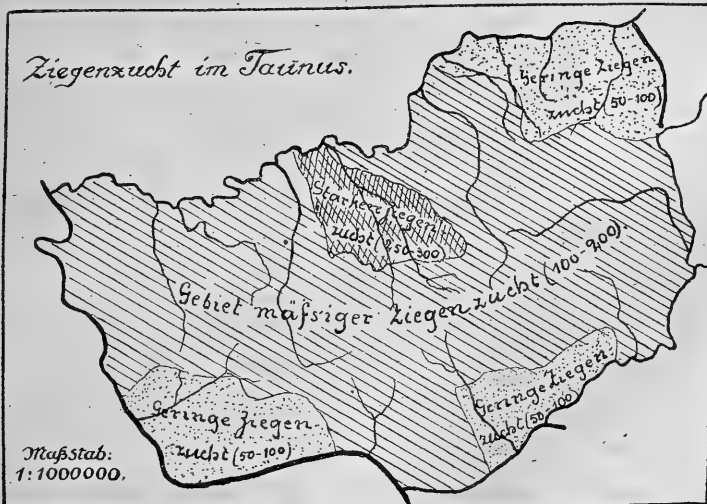 Ziegenzucht im Taunus.
Geringe Ziegen
zucht (50-100)
Stärkere Ziegen
zucht (250-300)
Gebiet mäßiger Ziegenzucht (100-200).
Geringe Ziegen
zucht (50-100)
Geringe Ziegen-
zucht (50-100)
Maßstab:
1:1000000.